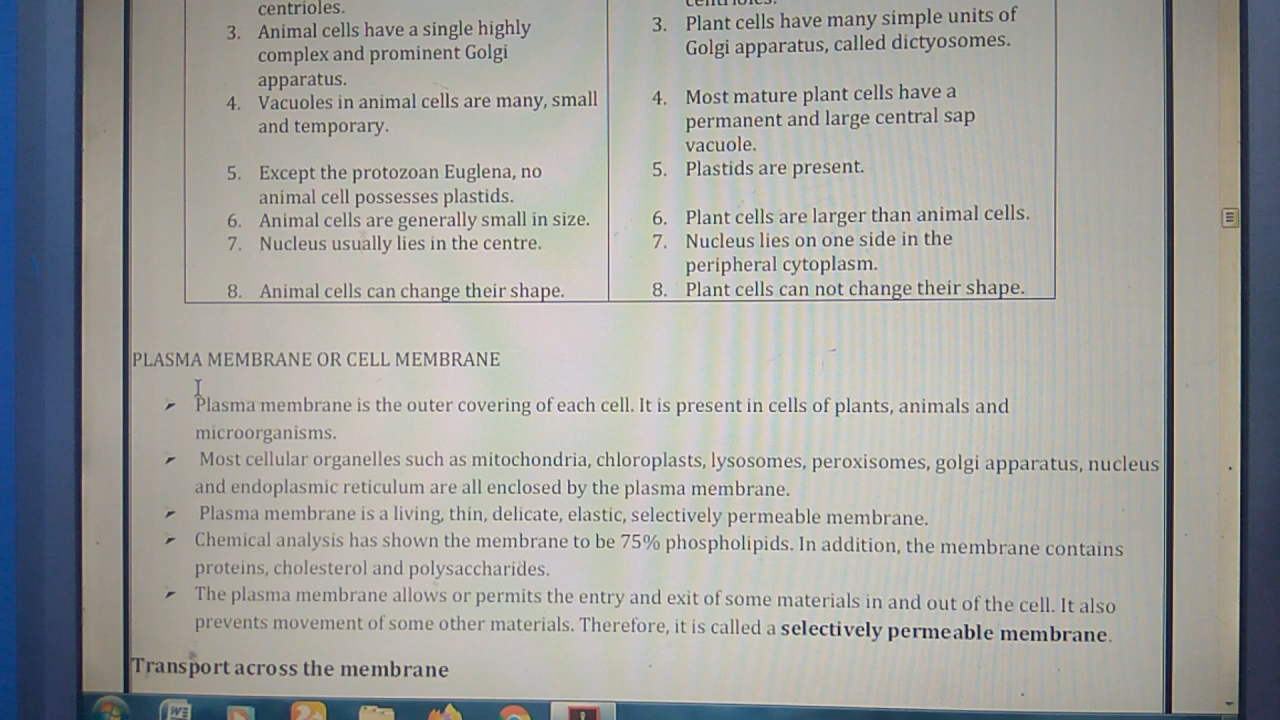 centrioles.
3. Animal cells have a single highly
complex and prominent Golgi
apparatus.
4. Vacuoles in animal cells are many, small
and temporary.
5. Except the protozoan Euglena, no
animal cell possesses plastids.
6. Animal cells are generally small in size.
7. Nucleus usually lies in the centre.
8. Animal cells can change their shape.
3. Plant cells have many simple units of
Golgi apparatus, called dictyosomes.
4. Most mature plant cells have a
permanent and large central sap
vacuole.
5. Plastids are present.
6. Plant cells are larger than animal cells.
7. Nucleus lies on one side in the
peripheral cytoplasm.
8. Plant cells can not change their shape.
PLASMA MEMBRANE OR CELL MEMBRANE
Plasma membrane is the outer covering of each cell. It is present in cells of plants, animals and
microorganisms.
Most cellular organelles such as mitochondria, chloroplasts, lysosomes, peroxisomes, golgi apparatus, nucleus
and endoplasmic reticulum are all enclosed by the plasma membrane.
Plasma membrane is a living, thin, delicate, elastic, selectively permeable membrane.
Chemical analysis has shown the membrane to be 75% phospholipids. In addition, the membrane contains
proteins, cholesterol and polysaccharides.
The plasma membrane allows or permits the entry and exit of some materials in and out of the cell. It also
prevents movement of some other materials. Therefore, it is called a selectively permeable membrane.
Transport across the membrane